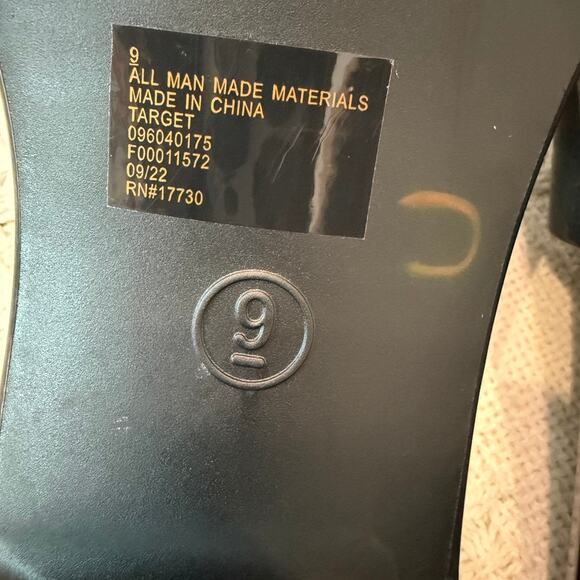 9
ALL MAN MADE MATERIALS
MADE IN CHINA
TARGET
096040175
F00011572
09/22
RN#17730
9